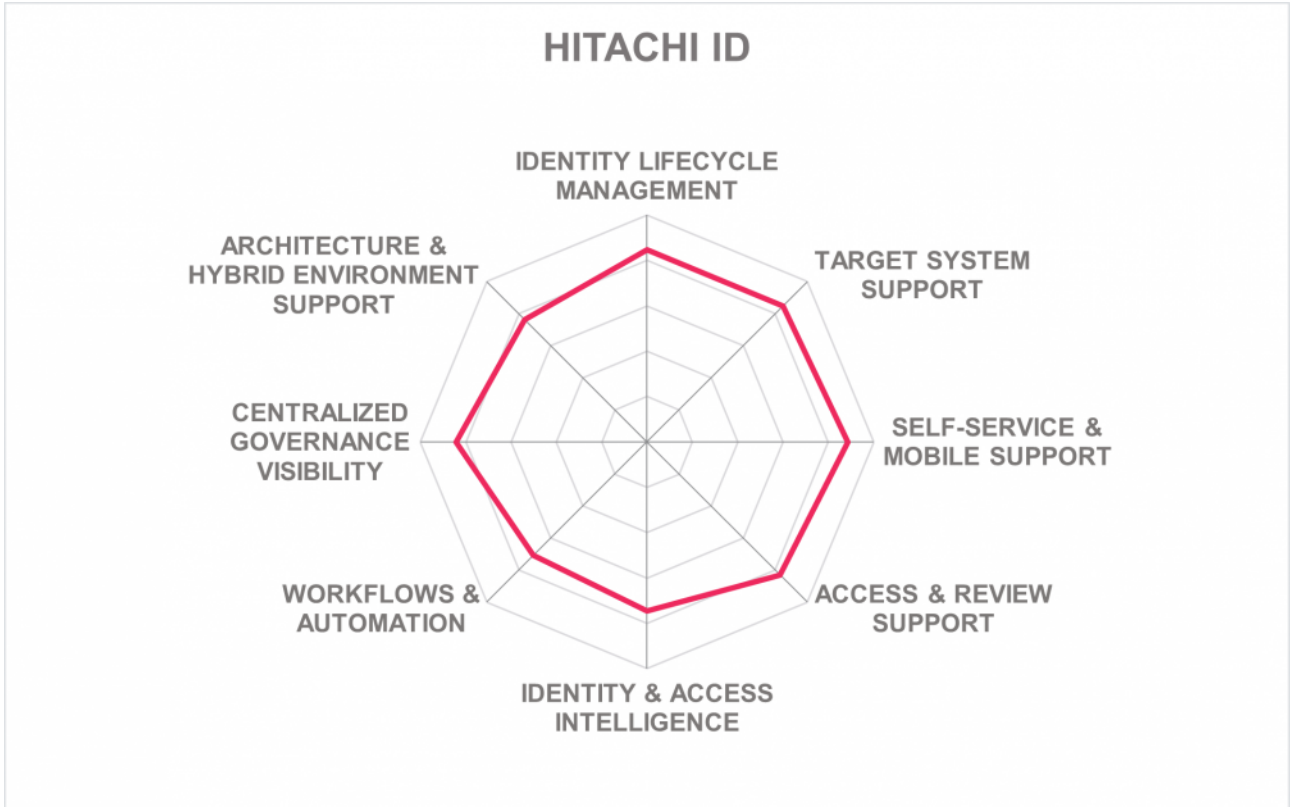 HITACHI ID
IDENTITY LIFECYCLE
MANAGEMENT
TARGET SYSTEM
SUPPORT
SELF-SERVICE &
MOBILE SUPPORT
ACCESS & REVIEW
SUPPORT
IDENTITY & ACCESS
INTELLIGENCE
WORKFLOWS &
AUTOMATION
CENTRALIZED
GOVERNANCE
VISIBILITY
ARCHITECTURE &
HYBRID ENVIRONMENT
SUPPORT